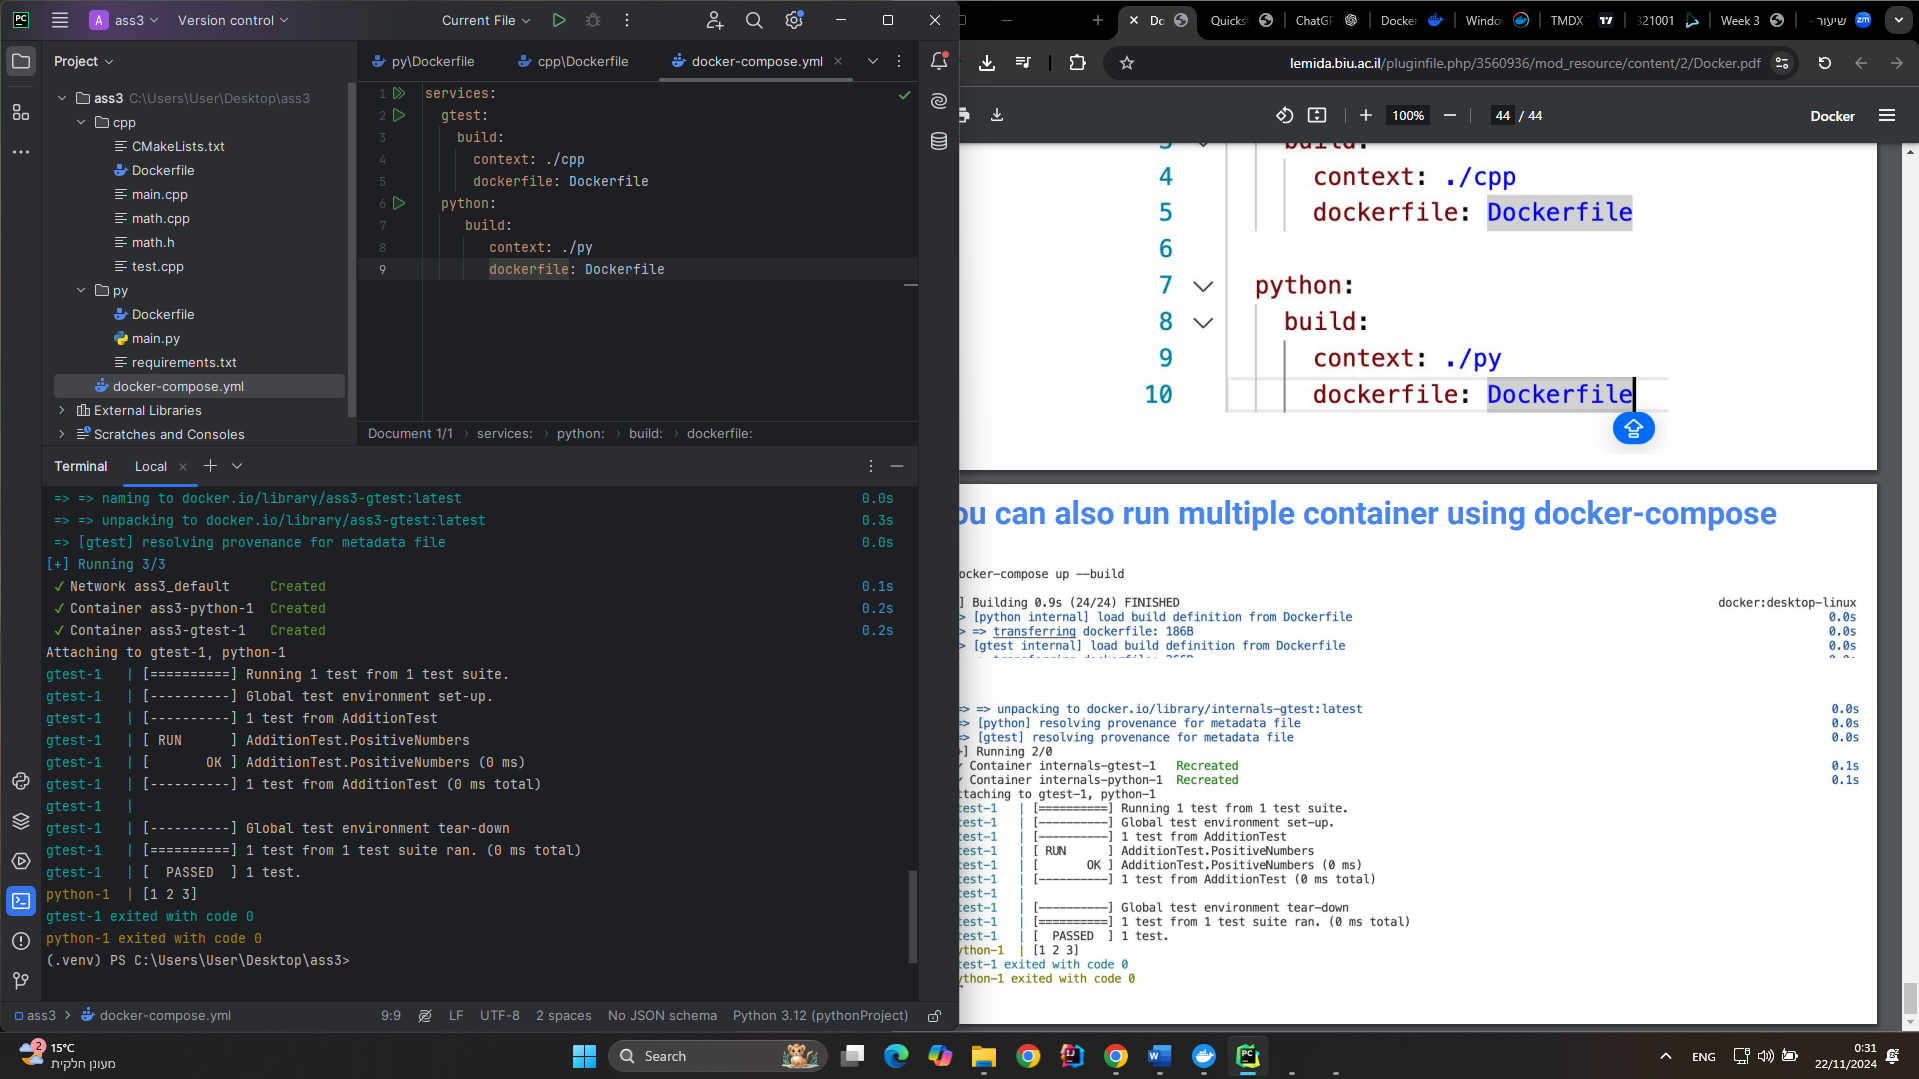 A
ass3
Version control
Current File
Project
py\Dockerfile
cpp\Dockerfile
docker-compose.yml
ass3 C:\Users\User\Desktop\ass3
cpp
CMakeLists.txt
Dockerfile
main.cpp
math.cpp
math.h
test.cpp
py
Dockerfile
main.py
requirements.txt
docker-compose.yml
External Libraries
Scratches and Consoles
1 services:
2 gtest:
3 build:
4 context: ./cpp
5 dockerfile: Dockerfile
6 python:
7 build:
8 context: ./py
9 dockerfile: Dockerfile
Document 1/1 › services: › python: › build: › dockerfile:
Terminal Local
=> => naming to docker.io/library/ass3-gtest:latest 0.0s
=> => unpacking to docker.io/library/ass3-gtest:latest 0.3s
=> [gtest] resolving provenance for metadata file 0.0s
[+] Running 3/3
✓ Network ass3_default Created 0.1s
✓ Container ass3-python-1 Created 0.2s
✓ Container ass3-gtest-1 Created 0.2s
Attaching to gtest-1, python-1
gtest-1 | [==========] Running 1 test from 1 test suite.
gtest-1 | [----------] Global test environment set-up.
gtest-1 | [----------] 1 test from AdditionTest
gtest-1 | [ RUN ] AdditionTest.PositiveNumbers
gtest-1 | [ OK ] AdditionTest.PositiveNumbers (0 ms)
gtest-1 | [----------] 1 test from AdditionTest (0 ms total)
gtest-1 |
gtest-1 | [----------] Global test environment tear-down
gtest-1 | [==========] 1 test from 1 test suite ran. (0 ms total)
gtest-1 | [ PASSED ] 1 test.
python-1 | [1 2 3]
gtest-1 exited with code 0
python-1 exited with code 0
(.venv) PS C:\Users\User\Desktop\ass3>
ass3 › docker-compose.yml
9:9 LF UTF-8 2 spaces No JSON schema Python 3.12 (pythonProject)
Do
Quickst
ChatGF
Docker
Windo
TMDX
321001
Week 3
שיעור -
lemida.biu.ac.il/pluginfile.php/3560936/mod_resource/content/2/Docker.pdf
100%
44 / 44
Docker
build:
4 context: ./cpp
5 dockerfile: Dockerfile
6
7 python:
8 build:
9 context: ./py
10 dockerfile: Dockerfile
ou can also run multiple container using docker-compose
ocker-compose up --build
] Building 0.9s (24/24) FINISHED docker:desktop-linux
> [python internal] load build definition from Dockerfile 0.0s
> => transferring dockerfile: 186B 0.0s
> [gtest internal] load build definition from Dockerfile 0.0s
=> => unpacking to docker.io/library/internals-gtest:latest 0.0s
=> [python] resolving provenance for metadata file 0.0s
=> [gtest] resolving provenance for metadata file 0.0s
] Running 2/0
✓ Container internals-gtest-1 Recreated 0.1s
✓ Container internals-python-1 Recreated 0.1s
ttaching to gtest-1, python-1
test-1 | [==========] Running 1 test from 1 test suite.
test-1 | [----------] Global test environment set-up.
test-1 | [----------] 1 test from AdditionTest
test-1 | [ RUN ] AdditionTest.PositiveNumbers
test-1 | [ OK ] AdditionTest.PositiveNumbers (0 ms)
test-1 | [----------] 1 test from AdditionTest (0 ms total)
test-1 |
test-1 | [----------] Global test environment tear-down
test-1 | [==========] 1 test from 1 test suite ran. (0 ms total)
test-1 | [ PASSED ] 1 test.
ython-1 | [1 2 3]
test-1 exited with code 0
ython-1 exited with code 0
2
15°C
מעונן חלקית
Search
ENG
0:31
22/11/2024